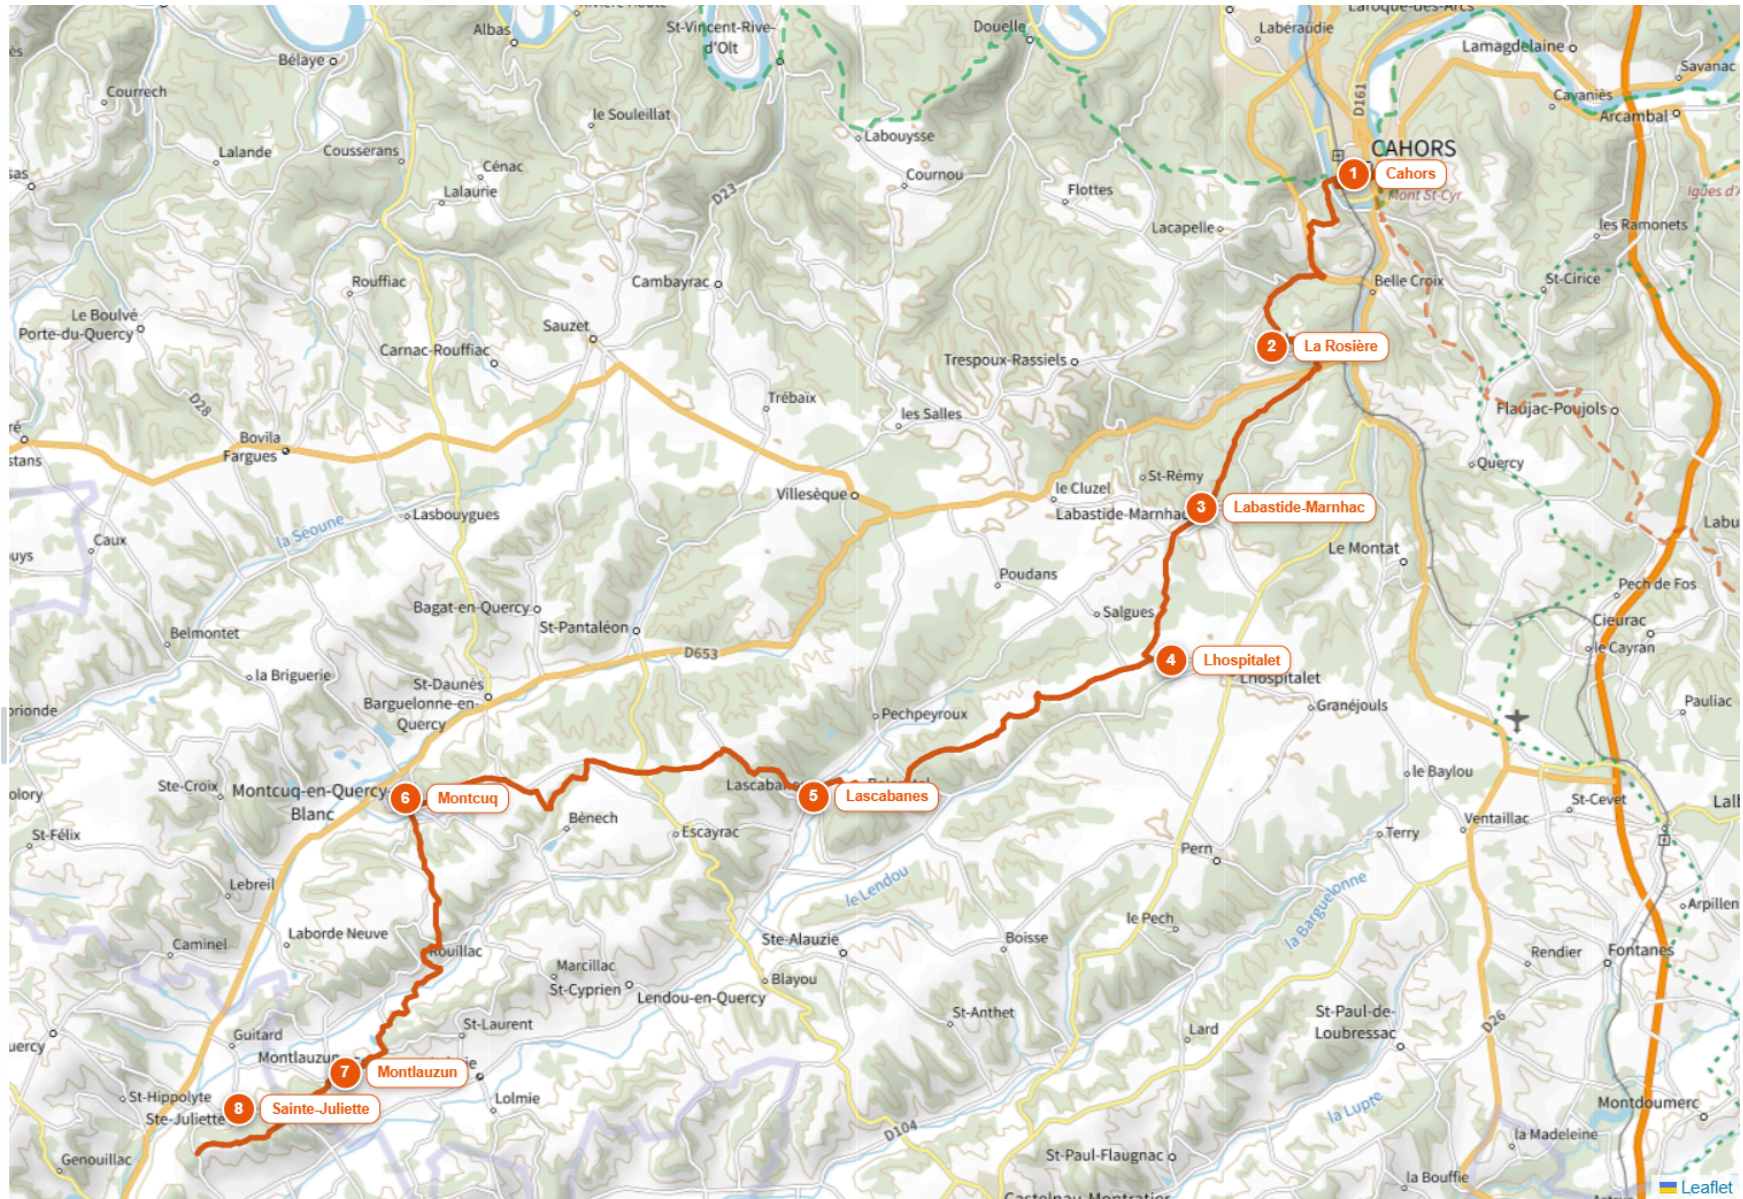 Albas
St-Vincent-Rive-
d'Olt
Douelle
Labéraudie
Laroque-des-Arcs
Lamagdelaine
Savanac
Bélaye
Courrech
le Souleillat
Labouysse
D161
Cavaniès
Arcambal
Lalande
Cousserans
Cénac
Lalaurie
D23
Cournou
Flottes
CAHORS
1
Cahors
Mont St-Cyr
Lacapelle
les Ramonets
Rouffiac
Cambayrac
Belle Croix
St-Cirice
Le Boulvé
Porte-du-Quercy
Sauzet
Carnac-Rouffiac
Trespoux-Rassiels
2
La Rosière
D28
Trébaïx
les Salles
Flaujac-Poujols
Bovila
Fargues
Villesèque
le Cluzel
St-Rémy
Quercy
Labastide-Marnhac
3
Labastide-Marnhac
la Séoune
Lasbouygues
Caux
Le Montat
Poudans
Pech de Fos
Bagat-en-Quercy
St-Pantaléon
Salgues
Cieurac
le Cayran
Belmontet
D653
4
Lhospitalet
Lhospitalet
la Briguerie
St-Daunès
Barguelonne-en-
Quercy
Pechpeyroux
Granéjouls
Pauliac
Ste-Croix
Montcuq-en-Quercy-
Blanc
6
Montcuq
5
Lascabanes
le Baylou
St-Cevet
St-Félix
Bènech
Escayrac
Terry
Ventaillac
Pern
Lebreil
le Lendou
la Barguelonne
Arpillen
Caminel
Laborde Neuve
Rouillac
Ste-Alauzie
le Pech
Boisse
Rendier
Fontanes
Marcillac
St-Cyprien
Lendou-en-Quercy
Blayou
St-Anthet
St-Paul-de-
Loubressac
D26
Guitard
St-Laurent
Lard
Montlauzun
7
Montlauzun
St-Hippolyte
Ste-Juliette
8
Sainte-Juliette
Lolmie
la Lupte
Montdoumerc
D104
la Madeleine
Genouillac
St-Paul-Flaugnac
la Bouffie
Castelnau-Montratier
Leaflet